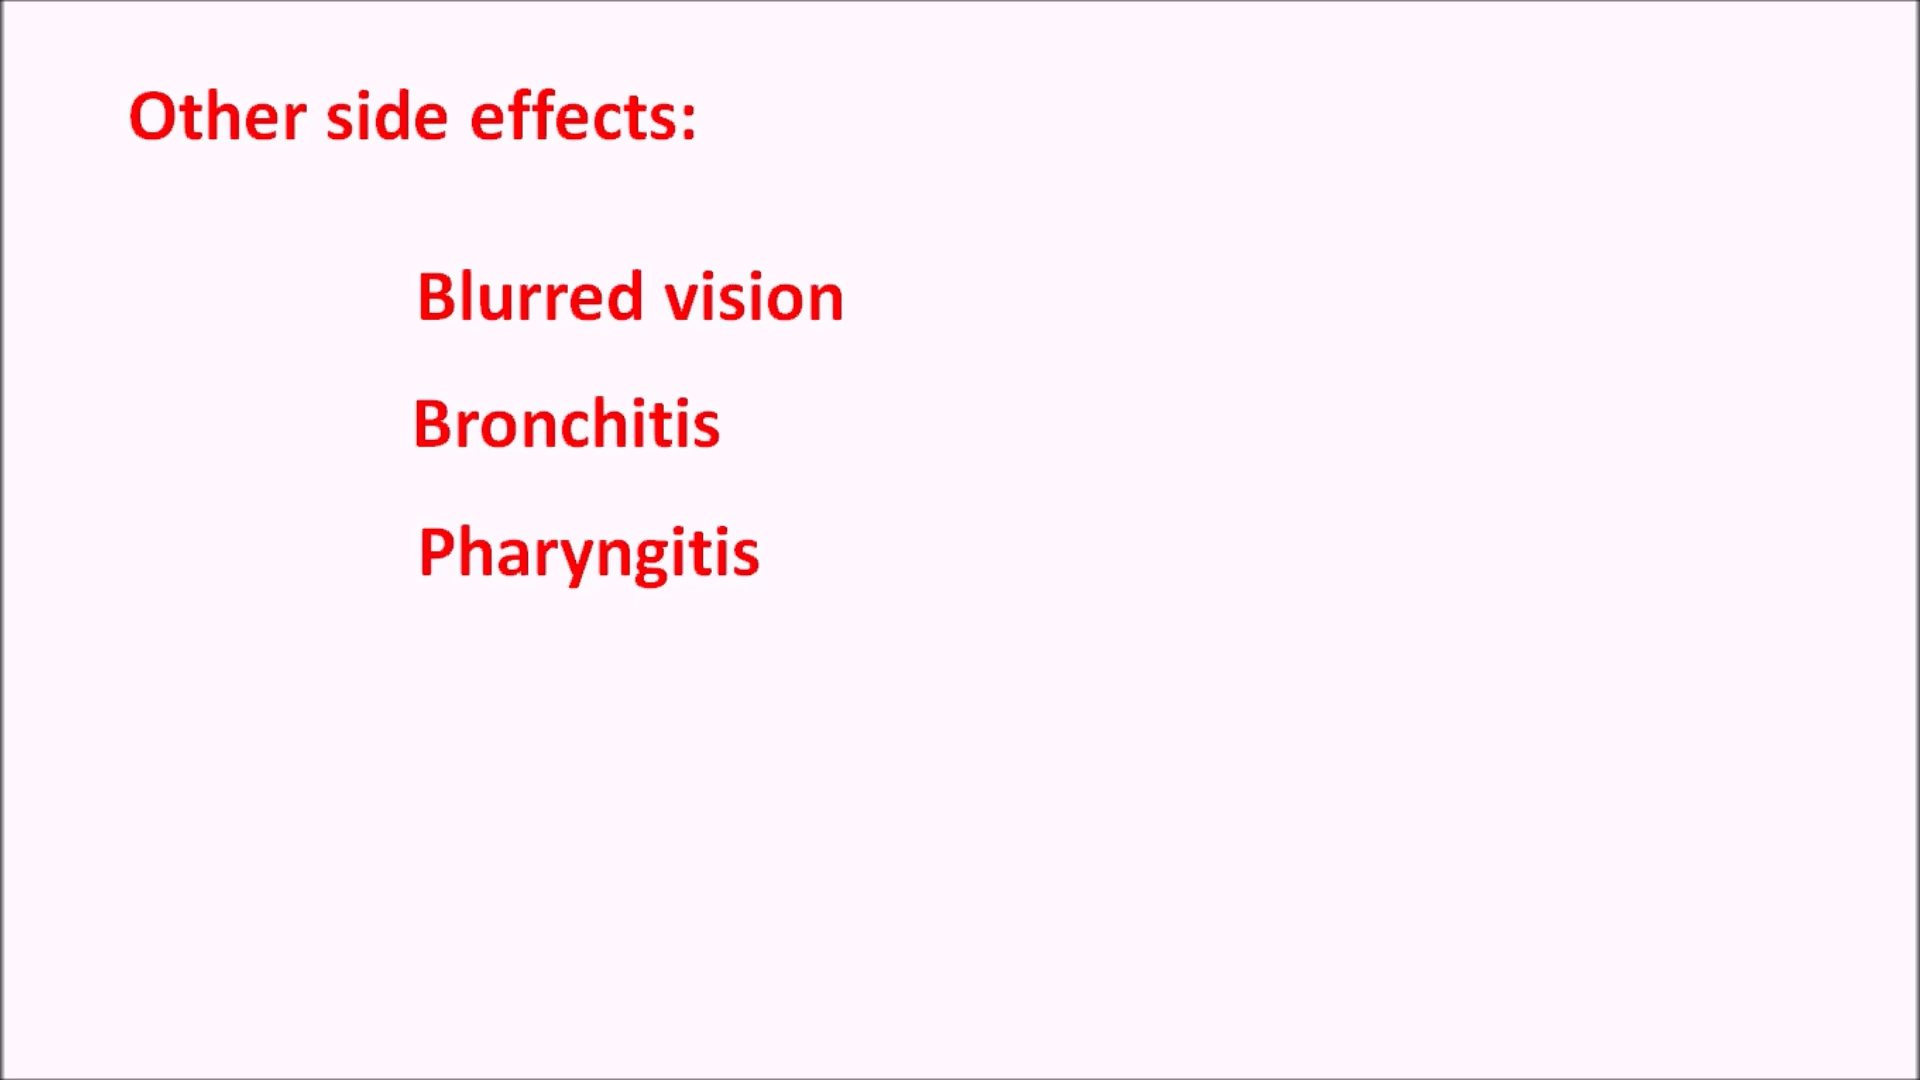 Other side effects:
Blurred vision
Bronchitis
Pharyngitis